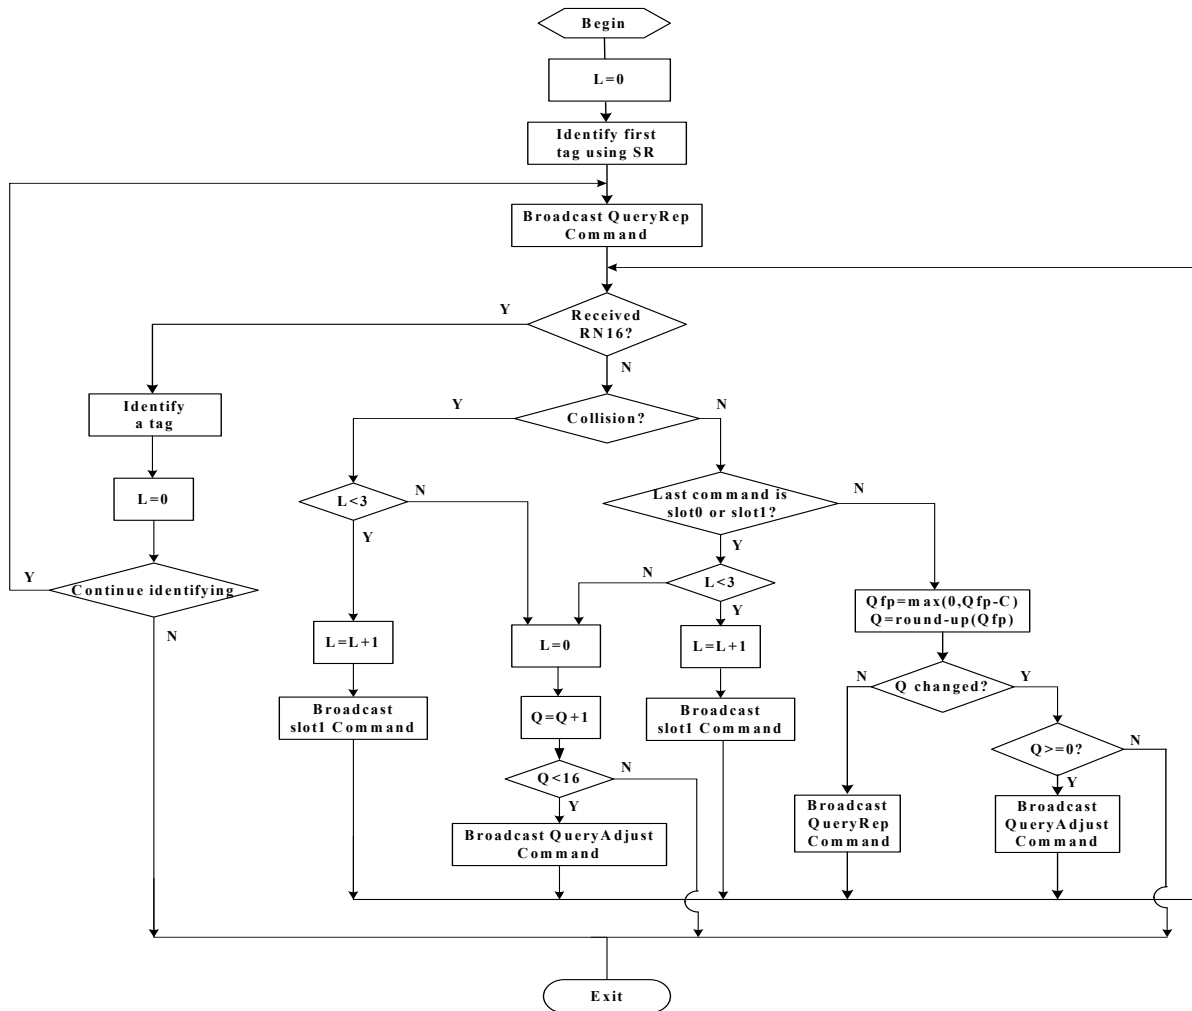 Begin
L=0
Identify first
tag using SR
Broadcast QueryRep
Command
Y
Received
RN16?
N
Identify
a tag
Y
Collision?
N
L=0
L<3
N
Last command is
slot0 or slot1?
N
Y
Y
Y
Continue identifying
N
L<3
N
Y
Qfp=max(0,Qfp-C)
Q=round-up(Qfp)
L=L+1
L=0
L=L+1
N
Q changed?
Y
Broadcast
slot1 Command
Q=Q+1
Broadcast
slot1 Command
Q>=0?
N
Q<16
N
Y
Y
Broadcast QueryAdjust
Command
Broadcast
QueryRep
Command
Broadcast
QueryAdjust
Command
Exit